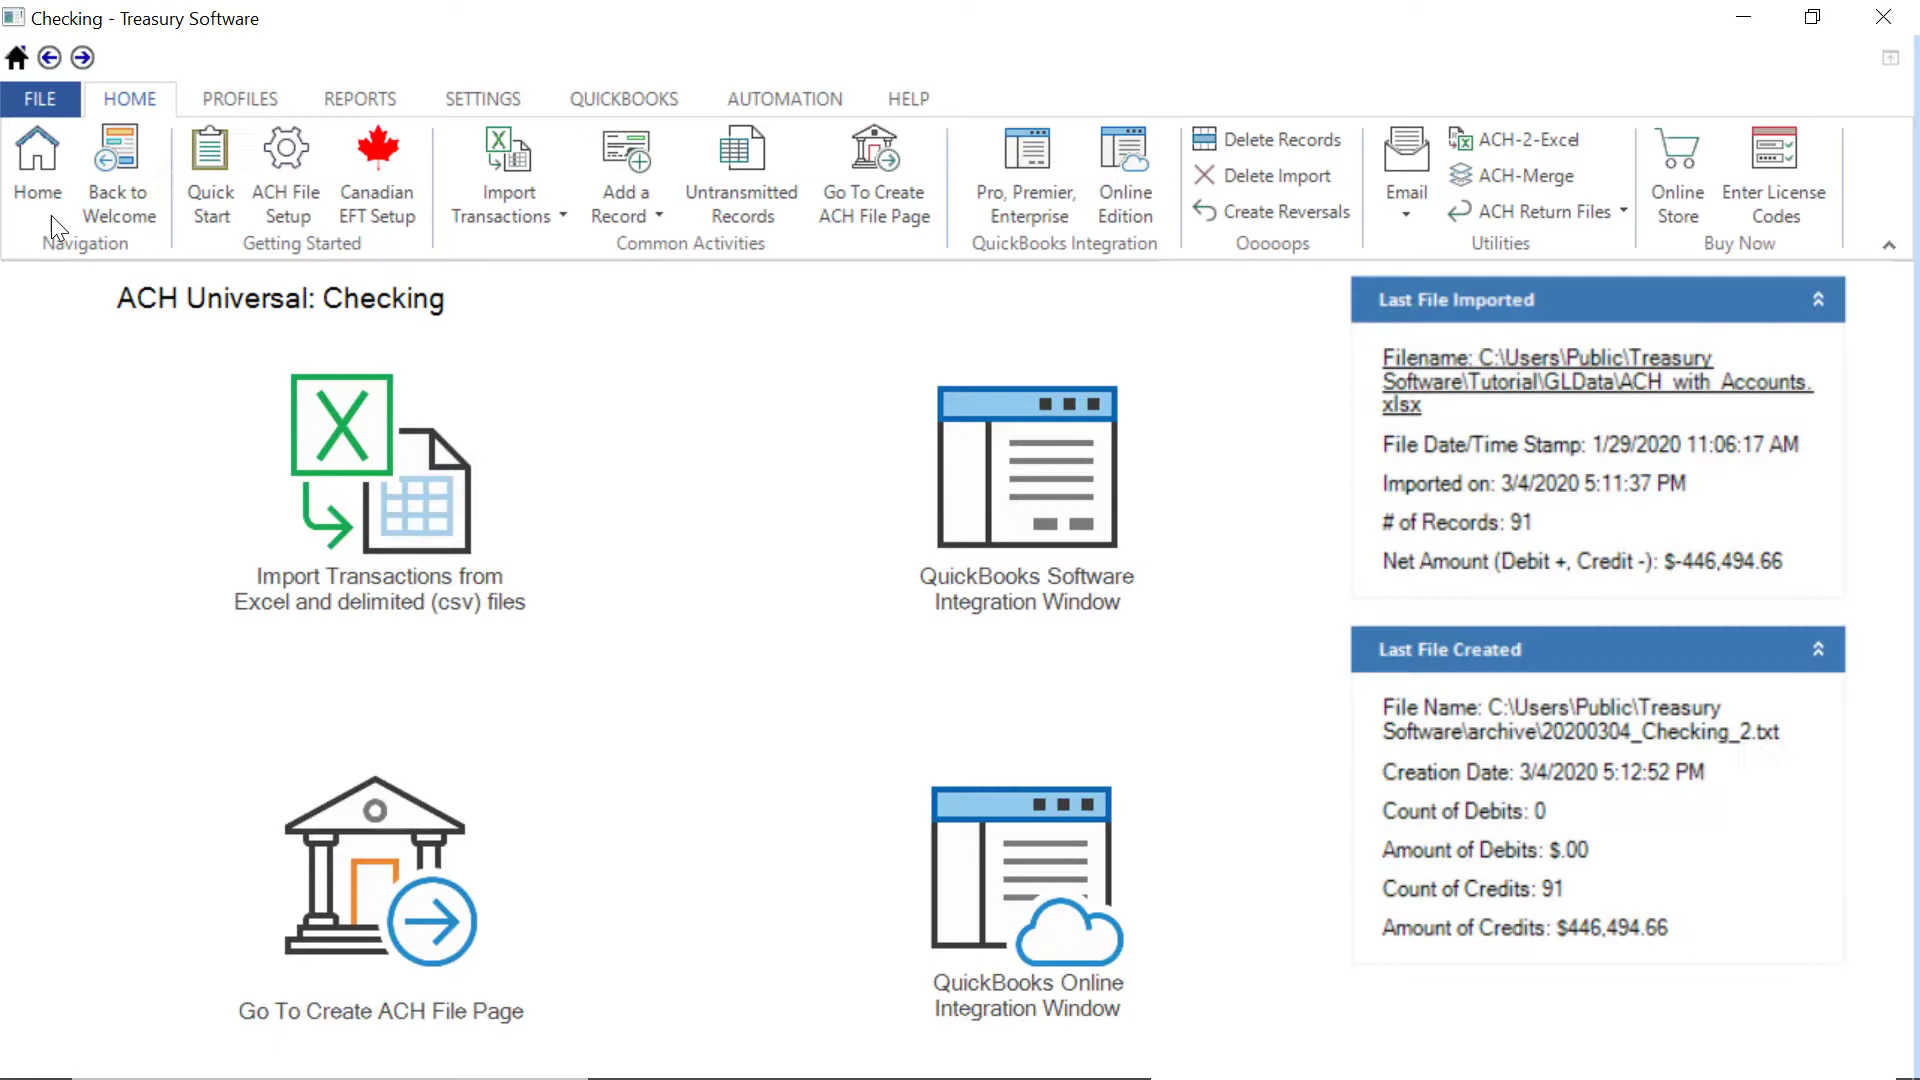 Checking - Treasury Software
FILE HOME PROFILES REPORTS SETTINGS QUICKBOOKS AUTOMATION HELP
Home
Back to
Welcome
Navigation
Quick
Start
ACH File
Setup
Canadian
EFT Setup
Getting Started
Import
Transactions
Add a
Record
Untransmitted
Records
Go To Create
ACH File Page
Common Activities
Pro, Premier,
Enterprise
Online
Edition
QuickBooks Integration
Delete Records
Delete Import
Create Reversals
Ooooops
Email
ACH-2-Excel
ACH-Merge
ACH Return Files
Utilities
Online
Store
Enter License
Codes
Buy Now
ACH Universal: Checking
Import Transactions from
Excel and delimited (csv) files
QuickBooks Software
Integration Window
Go To Create ACH File Page
QuickBooks Online
Integration Window
Last File Imported
Filename: C:\Users\Public\Treasury
Software\Tutorial\GLData\ACH_with_Accounts.
xlsx
File Date/Time Stamp: 1/29/2020 11:06:17 AM
Imported on: 3/4/2020 5:11:37 PM
# of Records: 91
Net Amount (Debit +, Credit -): $-446,494.66
Last File Created
File Name: C:\Users\Public\Treasury
Software\archive\20200304_Checking_2.txt
Creation Date: 3/4/2020 5:12:52 PM
Count of Debits: 0
Amount of Debits: $.00
Count of Credits: 91
Amount of Credits: $446,494.66